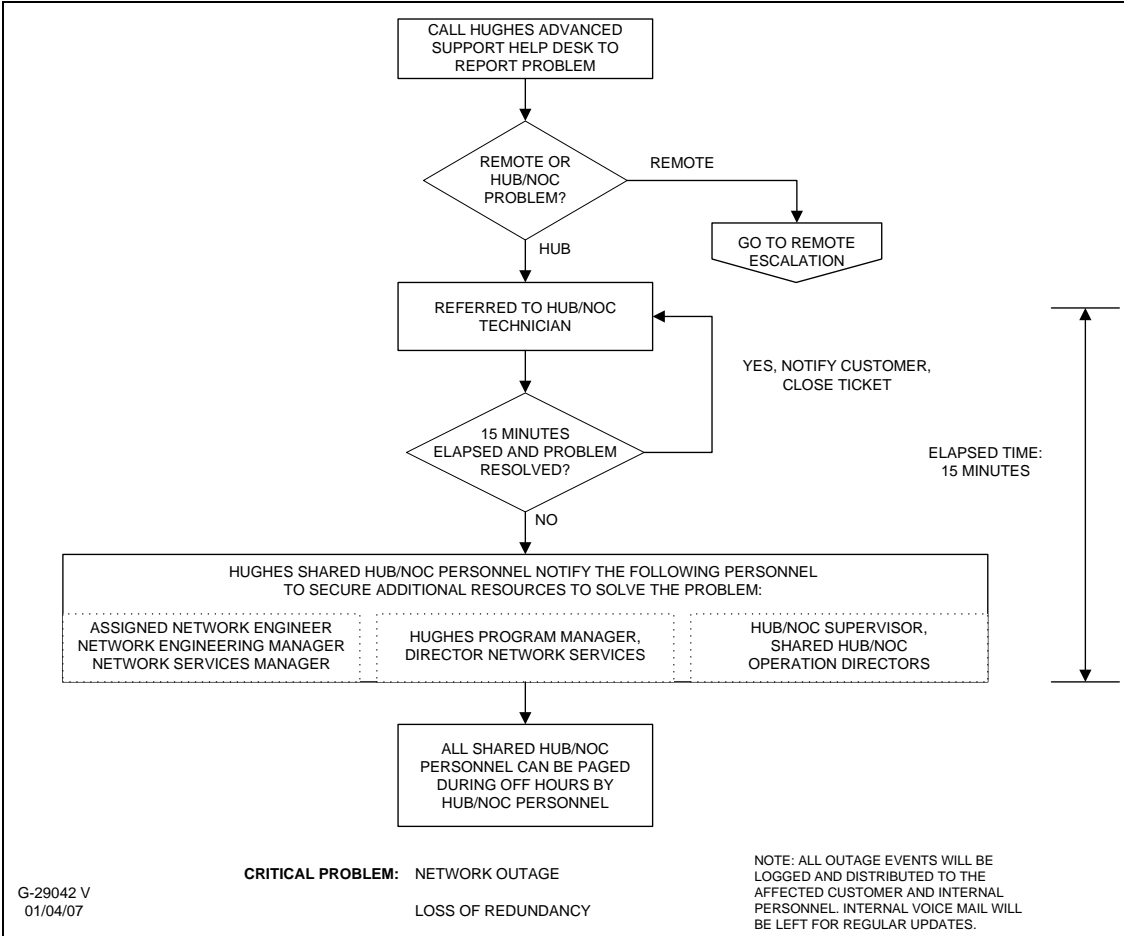 CALL HUGHES ADVANCED
SUPPORT HELP DESK TO
REPORT PROBLEM
REMOTE OR
HUB/NOC
PROBLEM?
REMOTE
HUB
GO TO REMOTE
ESCALATION
REFERRED TO HUB/NOC
TECHNICIAN
YES, NOTIFY CUSTOMER,
CLOSE TICKET
15 MINUTES
ELAPSED AND PROBLEM
RESOLVED?
ELAPSED TIME:
15 MINUTES
NO
HUGHES SHARED HUB/NOC PERSONNEL NOTIFY THE FOLLOWING PERSONNEL
TO SECURE ADDITIONAL RESOURCES TO SOLVE THE PROBLEM:
ASSIGNED NETWORK ENGINEER
NETWORK ENGINEERING MANAGER
NETWORK SERVICES MANAGER
HUGHES PROGRAM MANAGER,
DIRECTOR NETWORK SERVICES
HUB/NOC SUPERVISOR,
SHARED HUB/NOC
OPERATION DIRECTORS
ALL SHARED HUB/NOC
PERSONNEL CAN BE PAGED
DURING OFF HOURS BY
HUB/NOC PERSONNEL
CRITICAL PROBLEM: NETWORK OUTAGE
LOSS OF REDUNDANCY
NOTE: ALL OUTAGE EVENTS WILL BE
LOGGED AND DISTRIBUTED TO THE
AFFECTED CUSTOMER AND INTERNAL
PERSONNEL. INTERNAL VOICE MAIL WILL
BE LEFT FOR REGULAR UPDATES.
G-29042 V
01/04/07